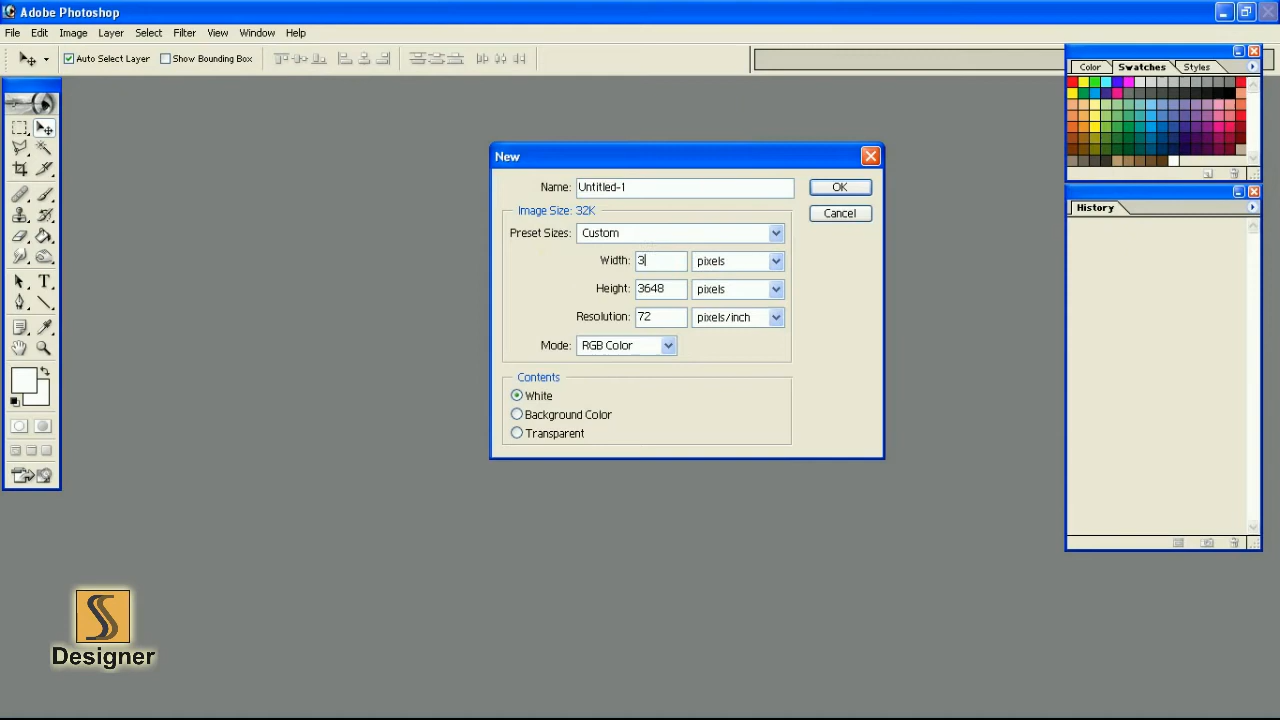 Adobe Photoshop
File Edit Image Layer Select Filter View Window Help
Auto Select Layer Show Bounding Box
Color Swatches Styles
New
Name: Untitled-1 OK
Image Size: 32K Cancel
Preset Sizes: Custom
Width: 3 pixels
Height: 3648 pixels
Resolution: 72 pixels/inch
Mode: RGB Color
Contents
White
Background Color
Transparent
History
S
Designer